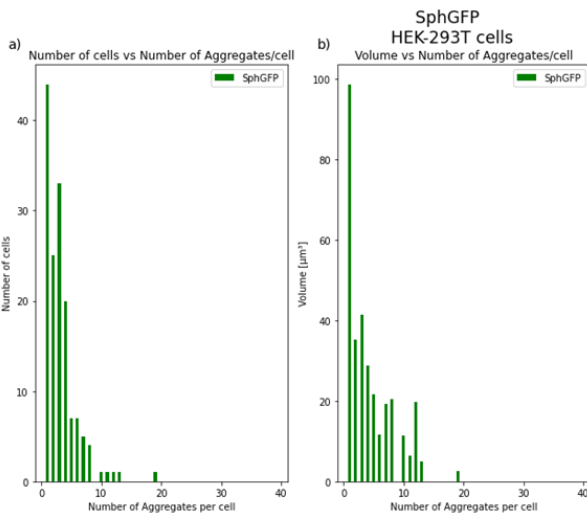 SphGFP
HEK-293T cells
a)
Number of cells vs Number of Aggregates/cell
SphGFP
Number of cells
0
10
20
30
40
0 10 20 30 40
Number of Aggregates per cell
b)
Volume vs Number of Aggregates/cell
SphGFP
Volume [μm³]
0
20
40
60
80
100
0 10 20 30 40
Number of Aggregates per cell